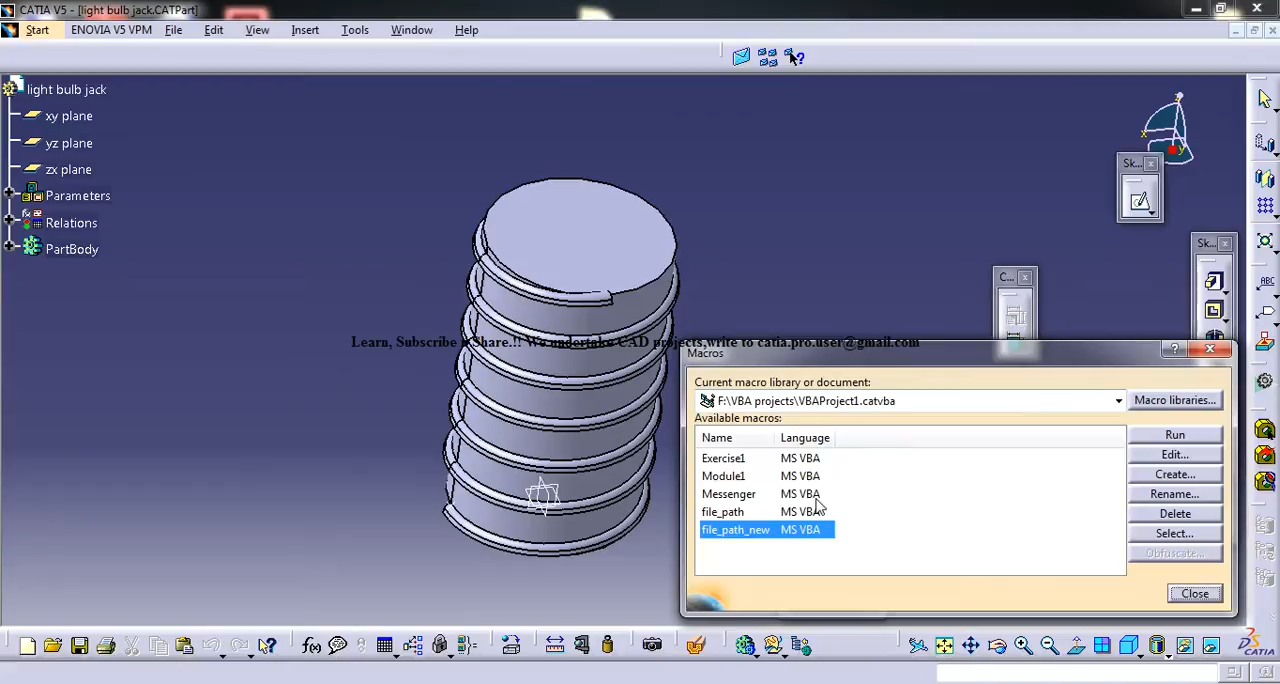 CATIA V5 - [light bulb jack.CATPart]
Start ENOVIA V5 VPM File Edit View Insert Tools Window Help
light bulb jack
xy plane
yz plane
zx plane
Parameters
Relations
PartBody
x
y
Sk...
Sk...
C...
ABC
Learn, Subscribe
Share.!! We undertake CAD projects,write to catia.pro.user@gmail.com
Macros
Current macro library or document:
F:\VBA projects\VBAProject1.catvba
Macro libraries...
Available macros:
Name Language
Exercise1 MS VBA
Module1 MS VBA
Messenger MS VBA
file_path MS VBA
file_path_new MS VBA
Run
Edit...
Create...
Rename...
Delete
Select...
Obfuscate...
Close
f(x)
CATIA